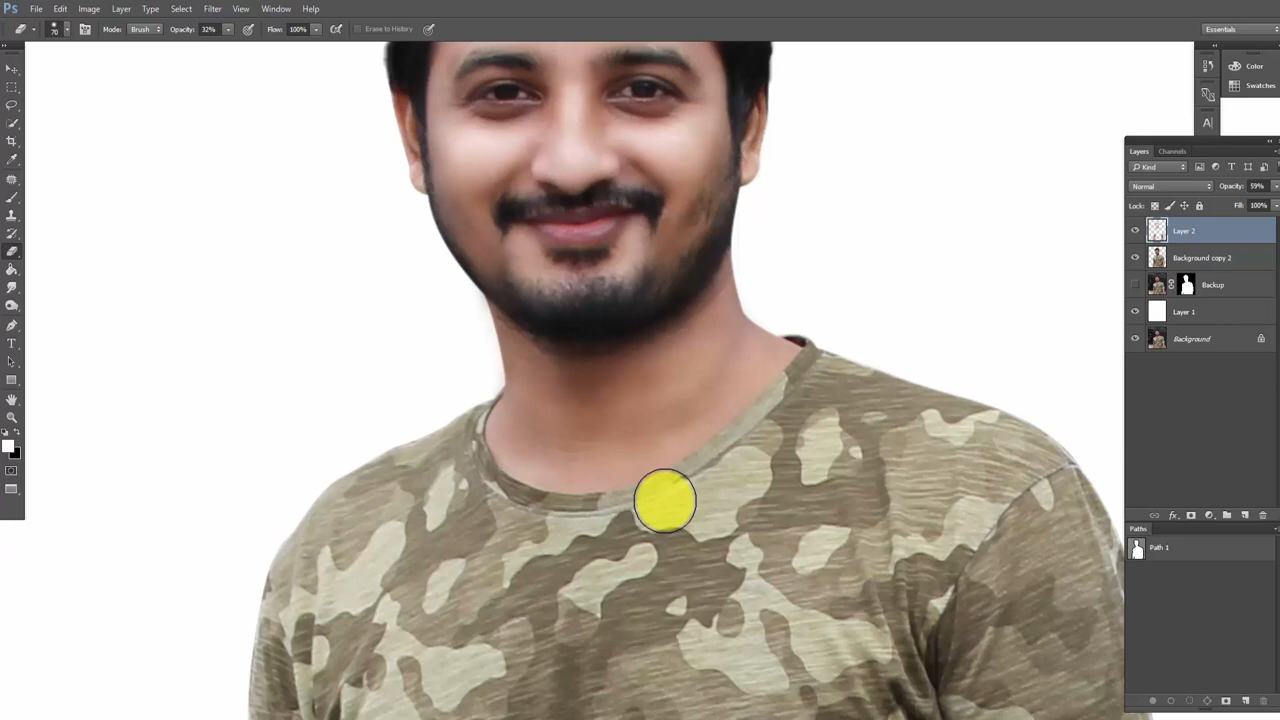 Ps File Edit Image Layer Type Select Filter View Window Help
70 Mode: Brush Opacity: 32% Flow: 100% Erase to History Essentials
Color
Swatches
A|
Layers Channels
Kind T
Normal Opacity: 59%
Lock: Fill: 100%
Layer 2
Background copy 2
Backup
Layer 1
Background
fx
Paths
Path 1
T